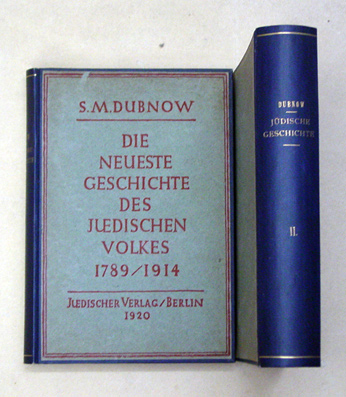 S.M.DUBNOW
DIE
NEUESTE
GESCHICHTE
DES
JUEDISCHEN
VOLKES
1789/1914
JUEDISCHER VERLAG/BERLIN
1920
DUBNOW
JÜDISCHE
GESCHICHTE
II.